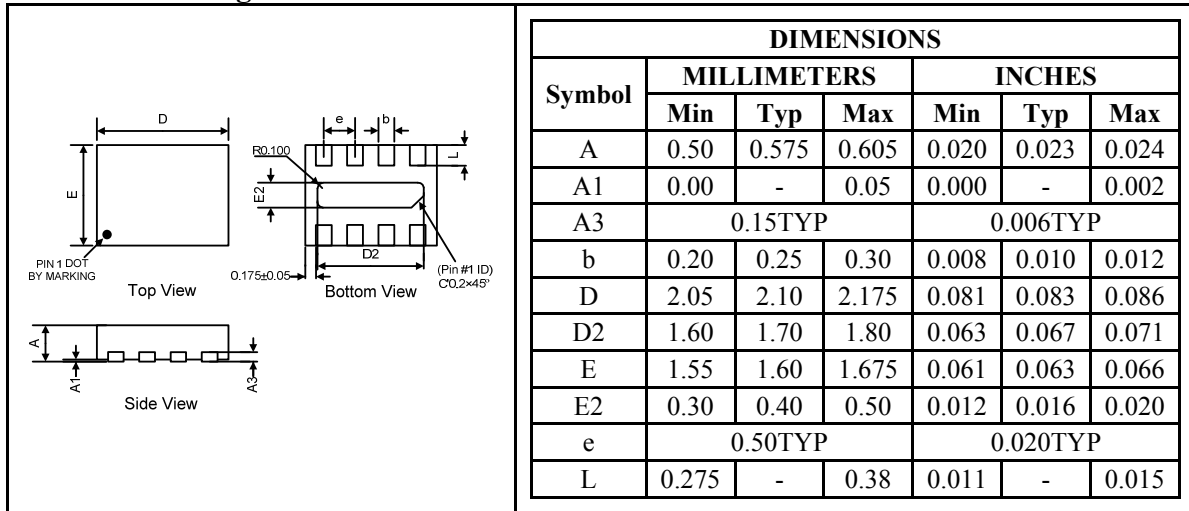 D
E
PIN 1 DOT
BY MARKING
Top View
e
b
L
R0.100
E2
D2
0.175±0.05
(Pin #1 ID)
C'0.2×45°
Bottom View
A
A1
A3
Side View
DIMENSIONS
Symbol MILLIMETERS INCHES
Min Typ Max Min Typ Max
A 0.50 0.575 0.605 0.020 0.023 0.024
A1 0.00 - 0.05 0.000 - 0.002
A3 0.15TYP 0.006TYP
b 0.20 0.25 0.30 0.008 0.010 0.012
D 2.05 2.10 2.175 0.081 0.083 0.086
D2 1.60 1.70 1.80 0.063 0.067 0.071
E 1.55 1.60 1.675 0.061 0.063 0.066
E2 0.30 0.40 0.50 0.012 0.016 0.020
e 0.50TYP 0.020TYP
L 0.275 - 0.38 0.011 - 0.015